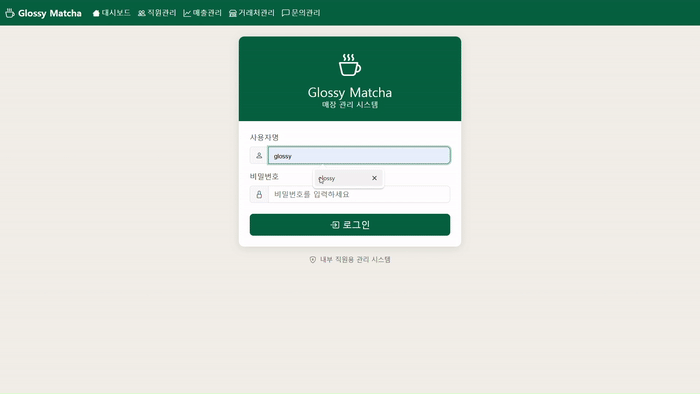 Glossy Matcha 대시보드 직원관리 매출관리 거래처관리 문의관리
Glossy Matcha
매장 관리 시스템
사용자명
glossy
비밀번호
glossy
비밀번호를 입력하세요
로그인
내부 직원용 관리 시스템